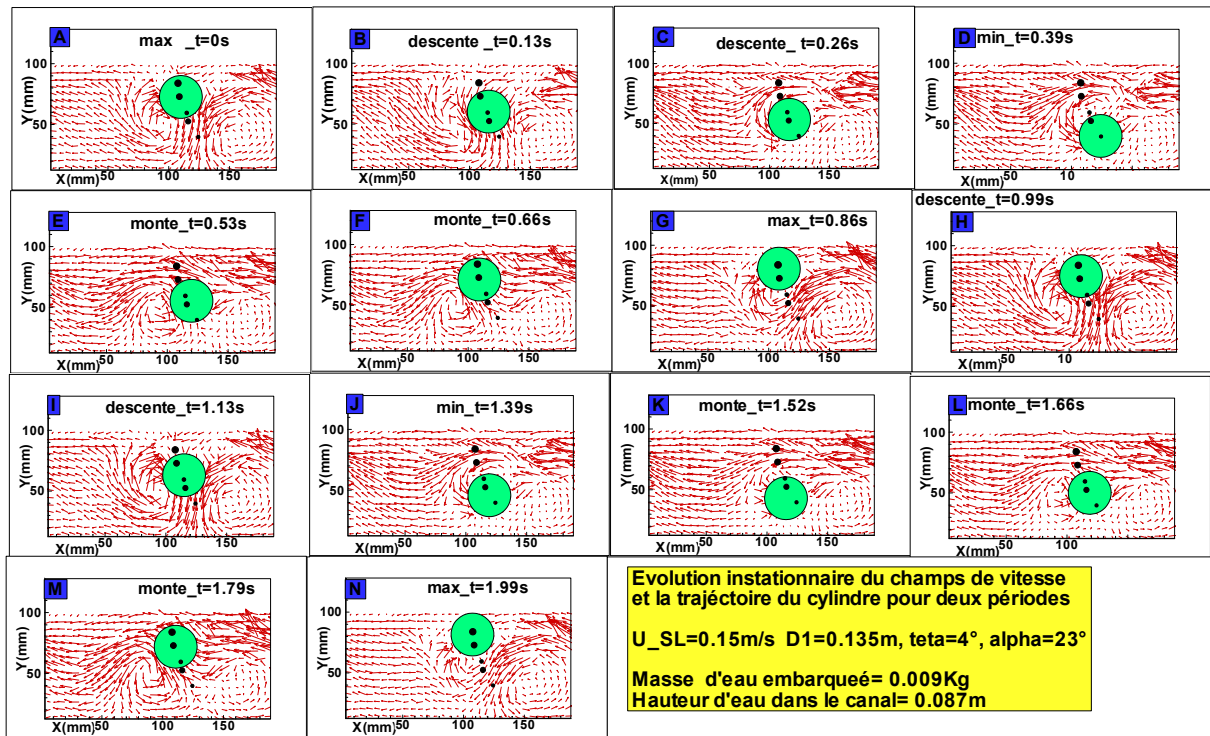 A
max _t=0s
100
50
Y(mm)
X(mm)
50
100
150
B
descente _t=0.13s
100
50
Y(mm)
X(mm)
50
100
150
C
descente_ t=0.26s
100
50
Y(mm)
X(mm)
50
100
150
D
min_t=0.39s
100
50
Y(mm)
X(mm)
50
10
150
E
monte_t=0.53s
100
50
Y(mm)
X(mm)
50
100
150
F
monte_t=0.66s
100
50
Y(mm)
X(mm)
50
100
150
G
max_t=0.86s
100
50
Y(mm)
X(mm)
50
100
150
descente_t=0.99s
H
100
50
Y(mm)
X(mm)
50
10
150
I
descente_t=1.13s
100
50
Y(mm)
X(mm)
50
100
150
J
min_t=1.39s
100
50
Y(mm)
X(mm)
50
100
150
K
monte_t=1.52s
100
50
Y(mm)
X(mm)
50
100
150
L
monte_t=1.66s
100
50
Y(mm)
X(mm)
50
100
150
M
monte_t=1.79s
100
50
Y(mm)
X(mm)
50
100
150
N
max_t=1.99s
100
50
Y(mm)
X(mm)
50
100
150
Evolution instationnaire du champs de vitesse
et la trajéctoire du cylindre pour deux périodes
U_SL=0.15m/s D1=0.135m, teta=4°, alpha=23°
Masse d'eau embarqueé= 0.009Kg
Hauteur d'eau dans le canal= 0.087m